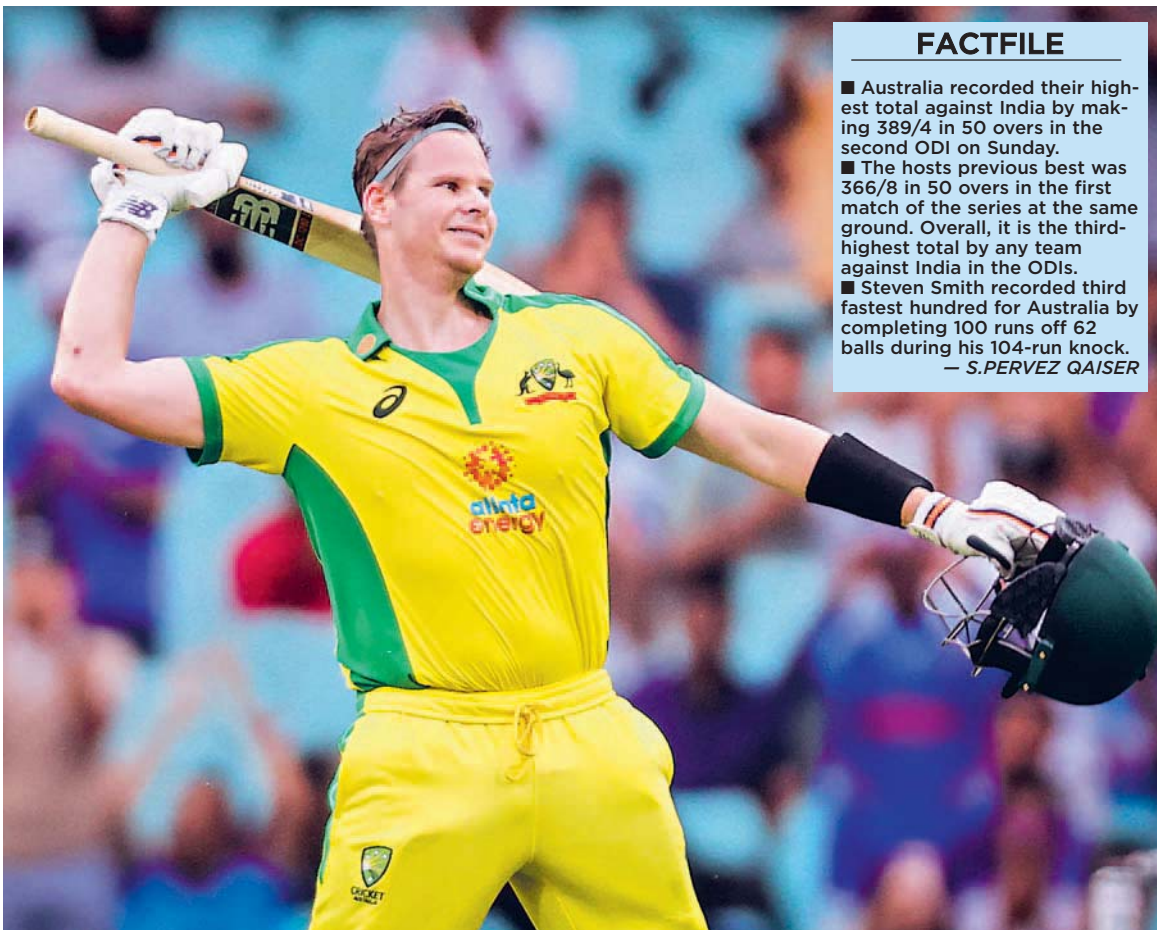 FACTFILE
■ Australia recorded their high-
est total against India by mak-
ing 389/4 in 50 overs in the
second ODI on Sunday.
■ The hosts previous best was
366/8 in 50 overs in the first
match of the series at the same
ground. Overall, it is the third-
highest total by any team
against India in the ODIs.
■ Steven Smith recorded third
fastest hundred for Australia by
completing 100 runs off 62
balls during his 104-run knock.
— S.PERVEZ QAISER
alinta
energy
CRICKET
AUSTRALIA